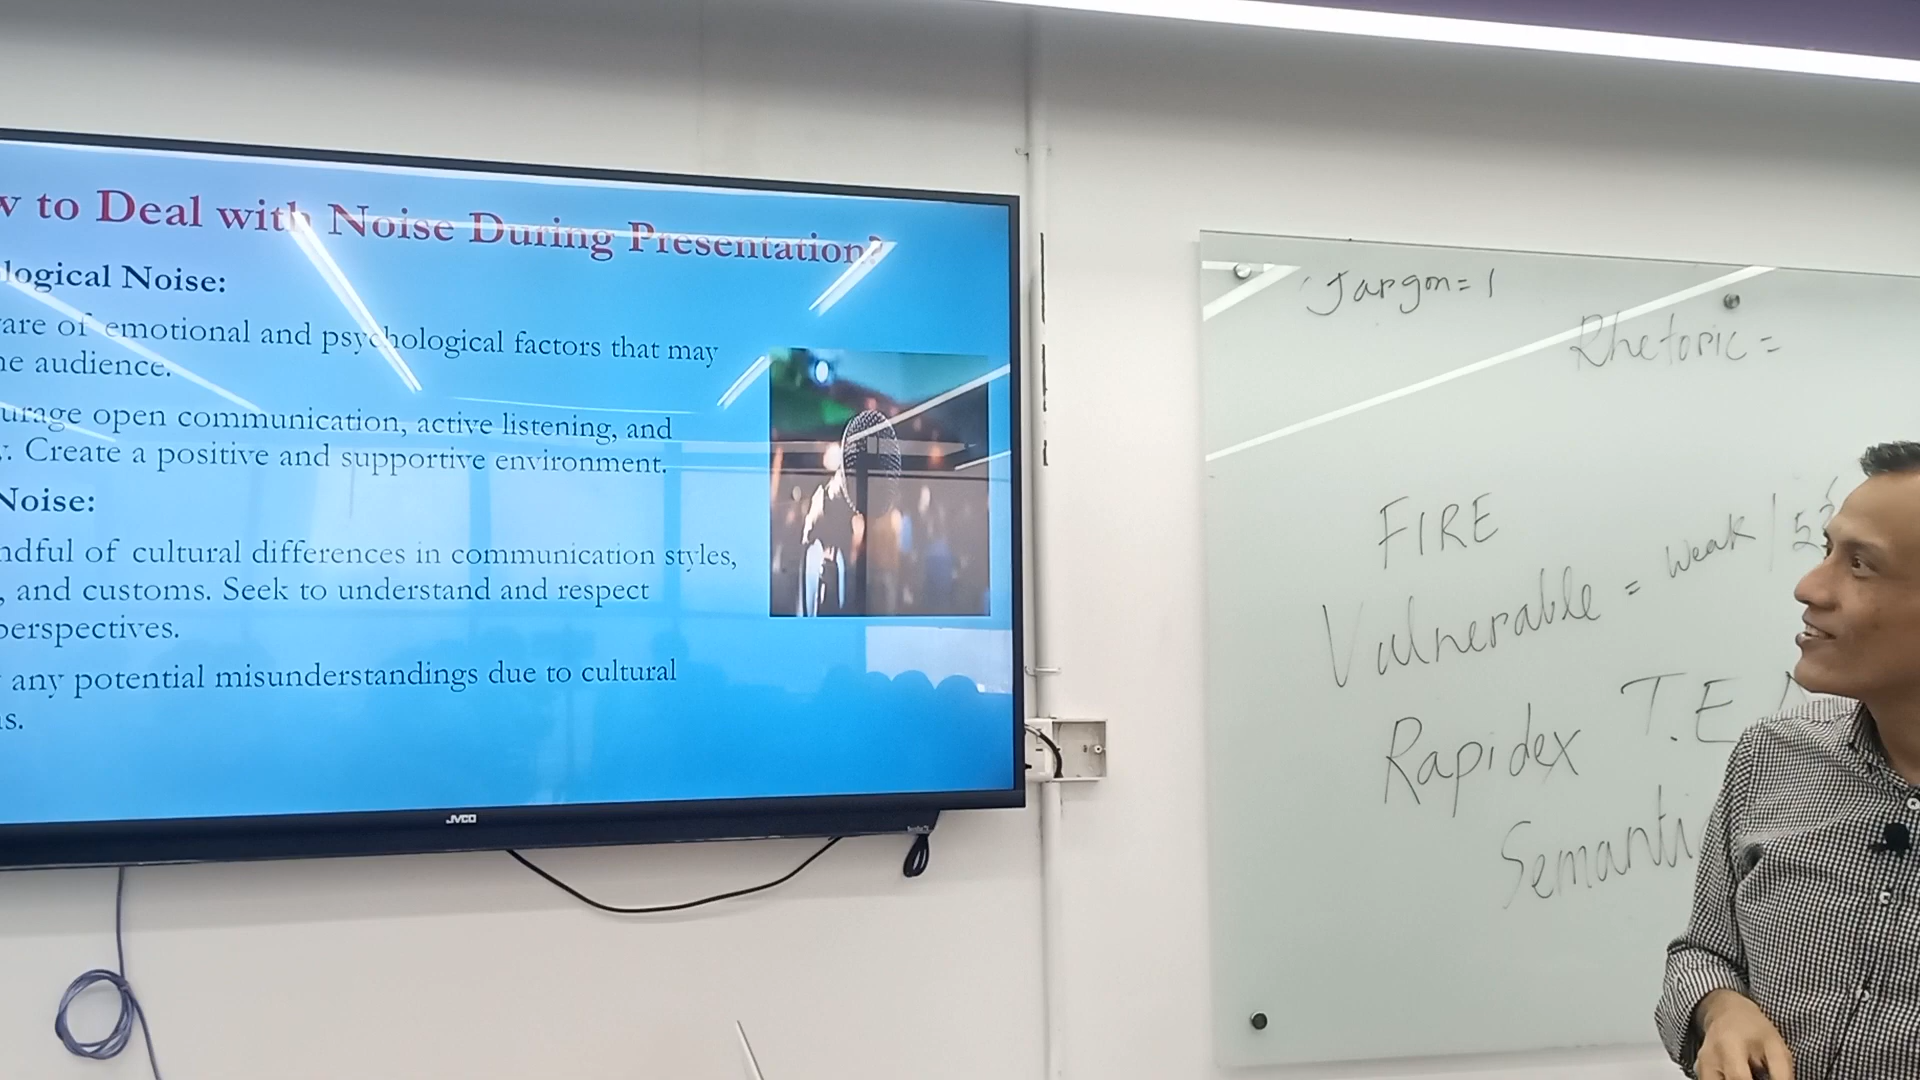 w to Deal with Noise During Presentation?
logical Noise:
are of emotional and psychological factors that may
he audience.
urage open communication, active listening, and
. Create a positive and supportive environment.
Noise:
ndful of cultural differences in communication styles,
, and customs. Seek to understand and respect
perspectives.
any potential misunderstandings due to cultural
s.
JVCO
Jargon = 1
Rhetoric =
FIRE
Vulnerable = weak |
Rapidex T.E
Semanti